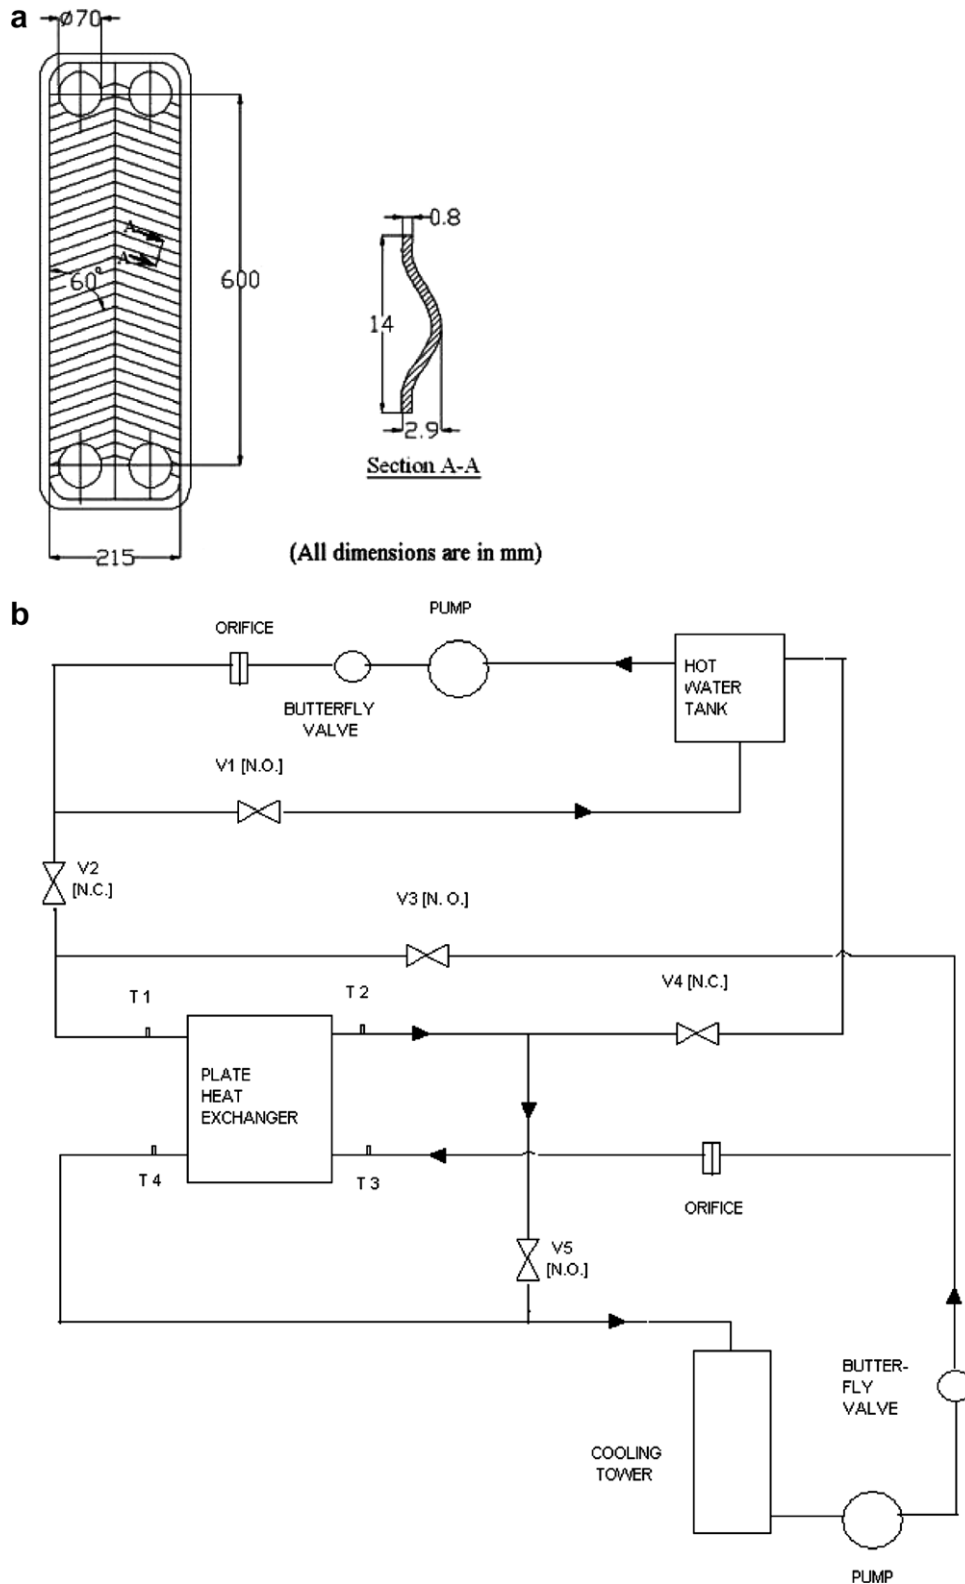 a
ø70
0.8
A
A
60°
600
14
2.9
Section A-A
215
(All dimensions are in mm)
b
PUMP
ORIFICE
HOT
WATER
TANK
BUTTERFLY
VALVE
V1 [N.O.]
V2
[N.C.]
V3 [N. O.]
V4 [N.C.]
T 1
T 2
PLATE
HEAT
EXCHANGER
T 4
T 3
ORIFICE
V5
[N.O.]
BUTTER-
FLY
VALVE
COOLING
TOWER
PUMP